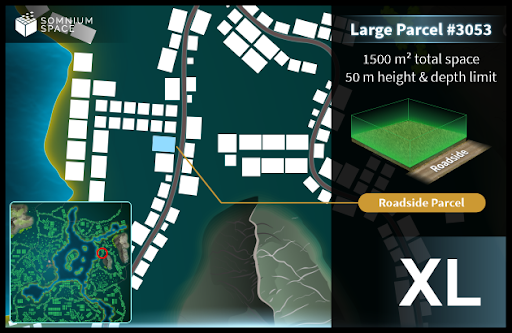 SOMNIUM
SPACE
Large Parcel #3053
1500 m² total space
50 m height & depth limit
Roadside
Roadside Parcel
XL